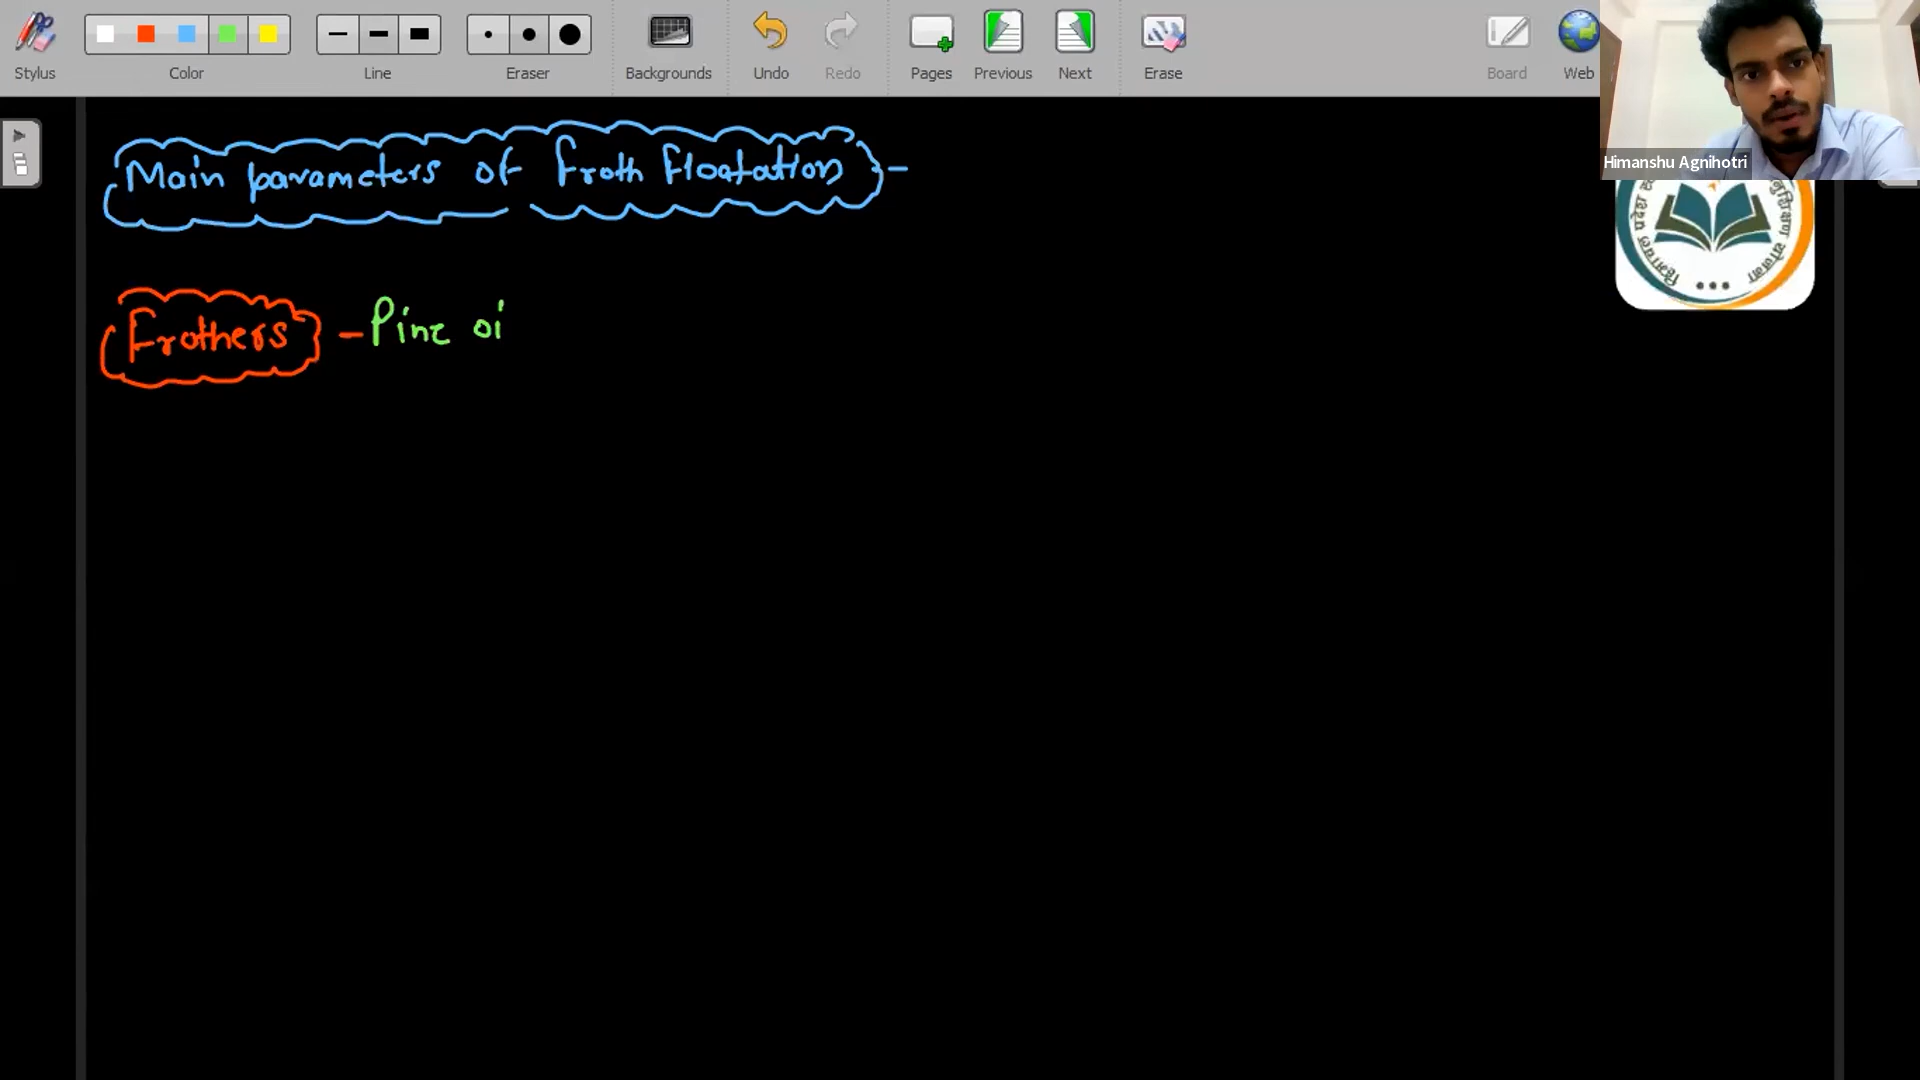 Stylus Color Line Eraser Backgrounds Undo Redo Pages Previous Next Erase Board Web
Himanshu Agnihotri
Main parameters of Froth Floatation -
Frothers - Pine oi